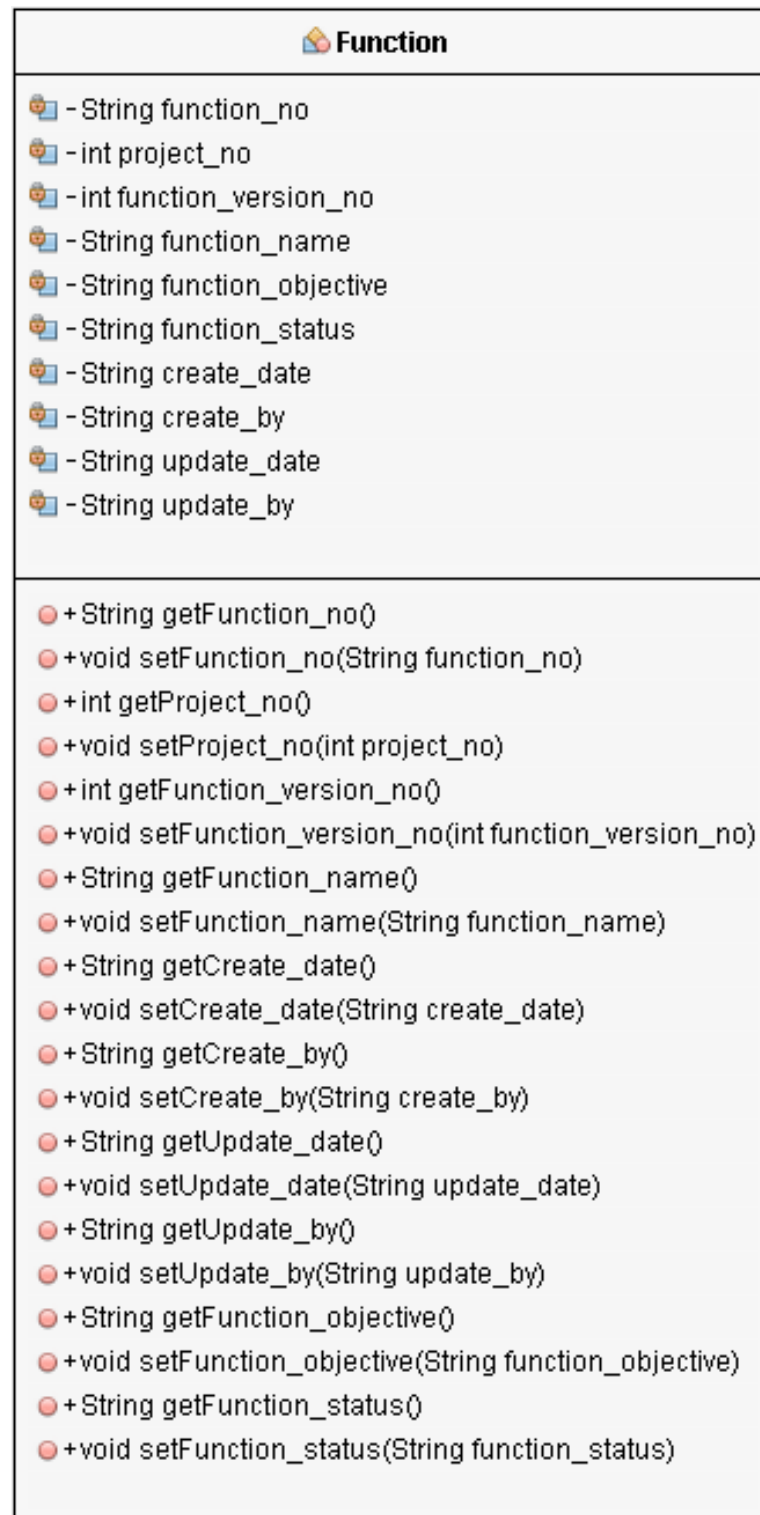 Function
-String function_no
-int project_no
-int function_version_no
-String function_name
-String function_objective
-String function_status
-String create_date
-String create_by
-String update_date
-String update_by
+String getFunction_no()
+void setFunction_no(String function_no)
+int getProject_no()
+void setProject_no(int project_no)
+int getFunction_version_no()
+void setFunction_version_no(int function_version_no)
+String getFunction_name()
+void setFunction_name(String function_name)
+String getCreate_date()
+void setCreate_date(String create_date)
+String getCreate_by()
+void setCreate_by(String create_by)
+String getUpdate_date()
+void setUpdate_date(String update_date)
+String getUpdate_by()
+void setUpdate_by(String update_by)
+String getFunction_objective()
+void setFunction_objective(String function_objective)
+String getFunction_status()
+void setFunction_status(String function_status)